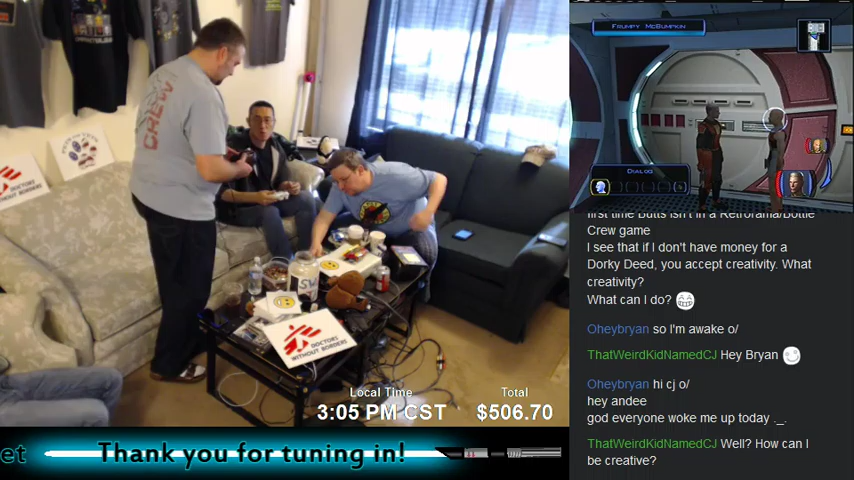 CREW
DOCTORS
WITHOUT BORDERS
SW
DOCTORS
WITHOUT BORDERS
Local Time
Total
3:05 PM CST
$506.70
et
Thank you for tuning in!
Frumpy McBumpkin
Dialog
first time Butts isn't in a Retrorama/Bottle
Crew game
I see that if I don't have money for a
Dorky Deed, you accept creativity. What
creativity?
What can I do?
Oheybryan so I'm awake o/
ThatWeirdKidNamedCJ Hey Bryan
Oheybryan hi cj o/
hey andee
god everyone woke me up today ._.
ThatWeirdKidNamedCJ Well? How can I
be creative?